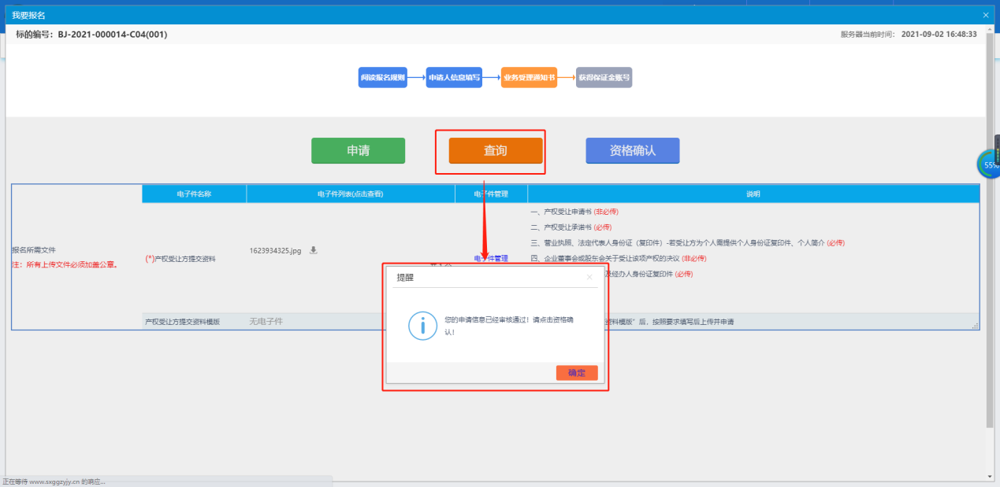 我要报名
标的编号：BJ-2021-000014-C04(001)
服务器当前时间： 2021-09-02 16:48:33
阅读报名规则
申请人信息填写
业务受理通知书
获得保证金账号
申请
查询
资格确认
55%
电子件名称
电子件列表(点击查看)
电子件管理
说明
报名所需文件
注：所有上传文件必须加盖公章。
(*)产权受让方提交资料
1623934325.jpg
电子件管理
一、产权受让申请书 (非必传)
二、产权受让承诺书 (必传)
三、营业执照、法定代表人身份证（复印件）-若受让方为个人需提供个人身份证复印件、个人简介 (必传)
四、企业董事会或股东会关于受让该项产权的决议 (非必传)
及经办人身份证复印件 (必传)
产权受让方提交资料模版
无电子件
资料模版”后，按照要求填写后上传并申请
提醒
您的申请信息已经审核通过！请点击资格确
认！
确定
正在等待 www.sxggzyjy.cn 的响应...